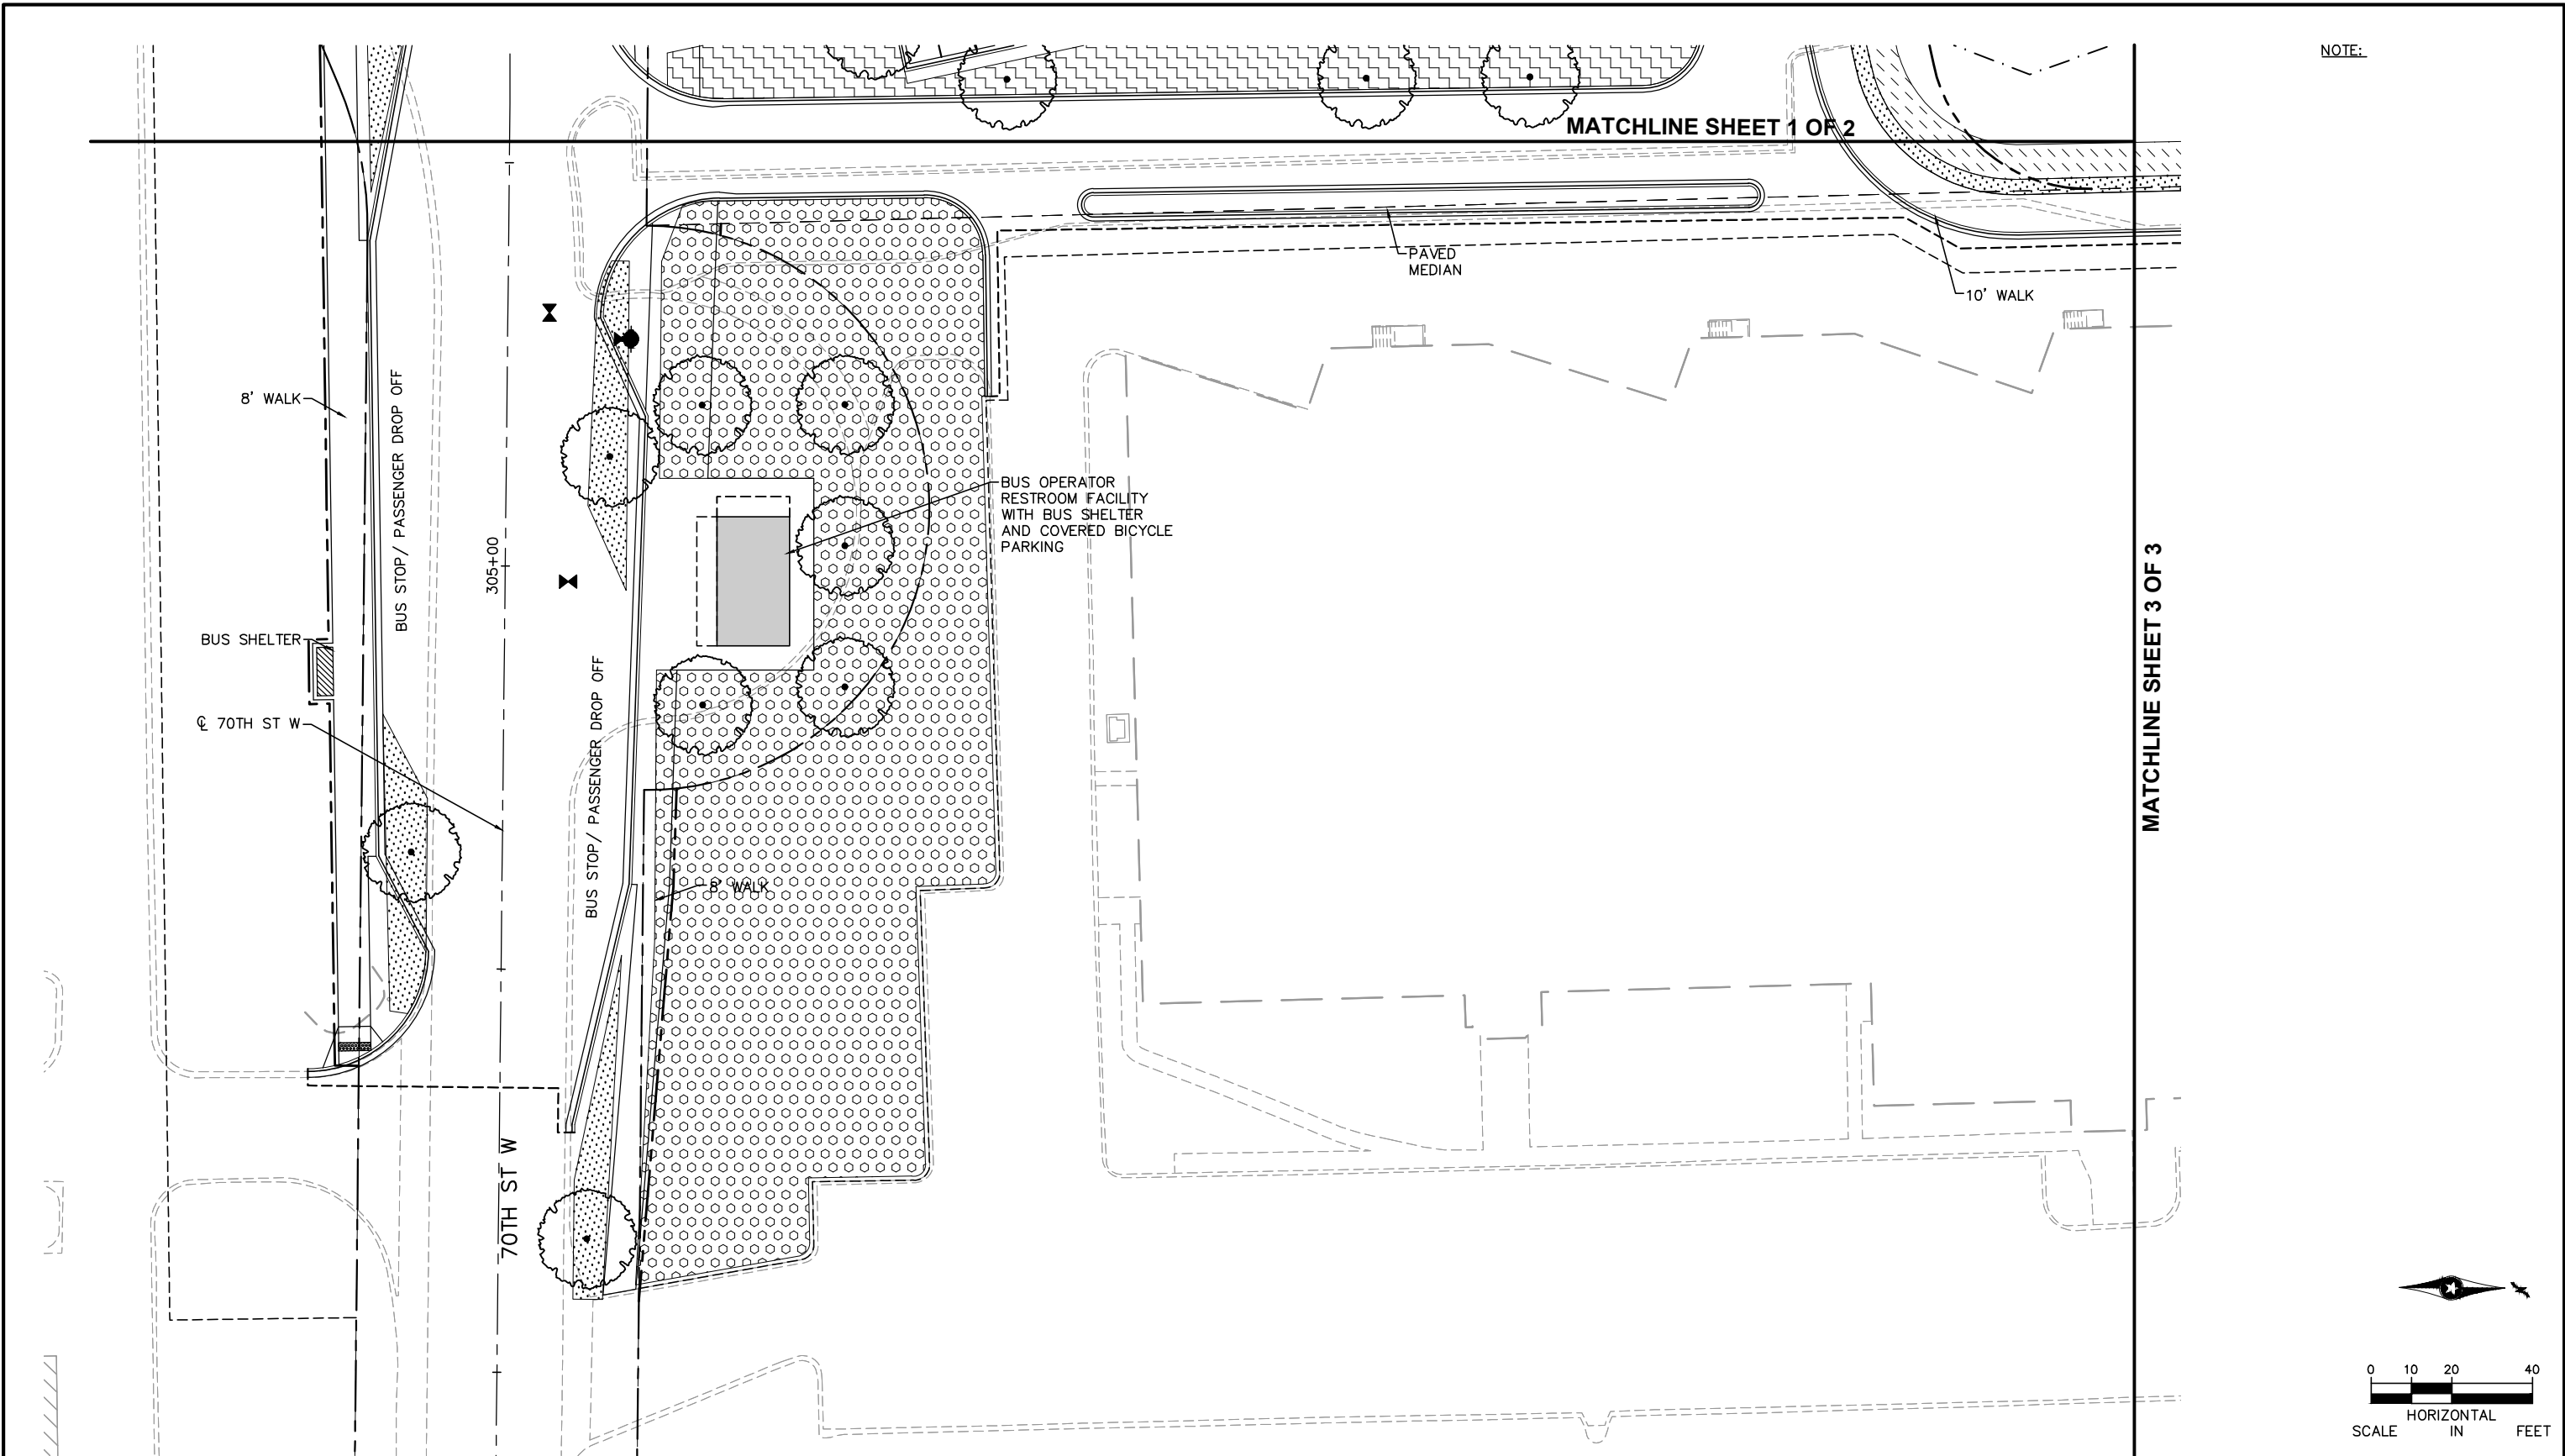 NOTE:
MATCHLINE SHEET 1 OF 2
PAVED
MEDIAN
10' WALK
8' WALK
BUS STOP/ PASSENGER DROP OFF
BUS OPERATOR
RESTROOM FACILITY
WITH BUS SHELTER
AND COVERED BICYCLE
PARKING
305+00
MATCHLINE SHEET 3 OF 3
BUS SHELTER
℄ 70TH ST W
BUS STOP/ PASSENGER DROP OFF
8' WALK
70TH ST W
0 10 20 40
HORIZONTAL
SCALE IN FEET